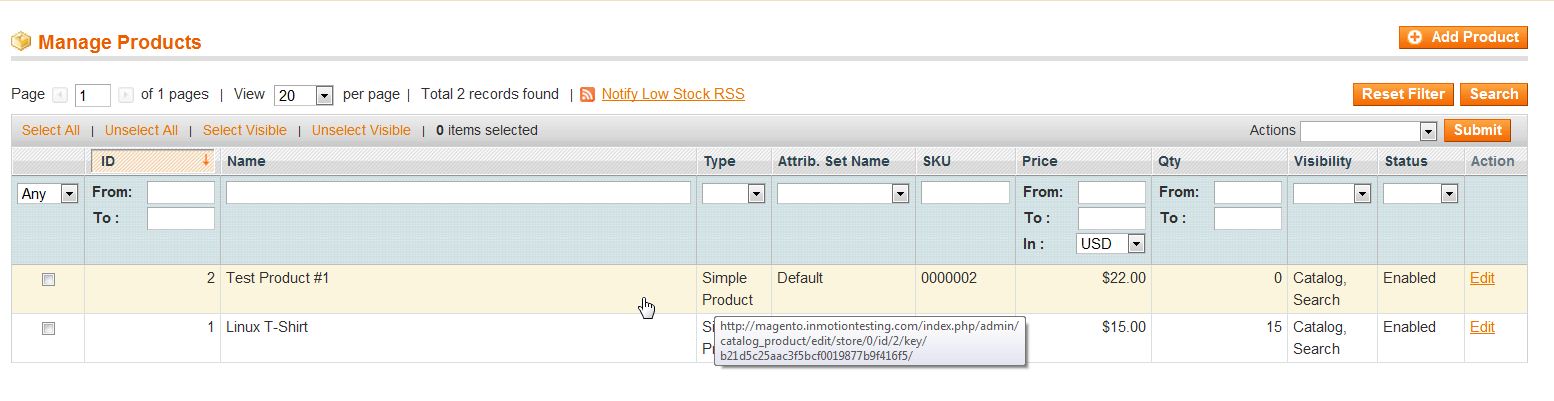 Manage Products
Add Product
Page 1 of 1 pages | View 20 per page | Total 2 records found | Notify Low Stock RSS
Reset Filter Search
Select All | Unselect All | Select Visible | Unselect Visible | 0 items selected
Actions Submit
ID Name Type Attrib. Set Name SKU Price Qty Visibility Status Action
Any From: From: From:
To : To : To :
In : USD
2 Test Product #1 Simple Product Default 0000002 $22.00 0 Catalog, Search Enabled Edit
1 Linux T-Shirt $15.00 15 Catalog, Search Enabled Edit
http://magento.inmotiontesting.com/index.php/admin/
catalog_product/edit/store/0/id/2/key/
b21d5c25aac3f5bcf0019877b9f416f5/